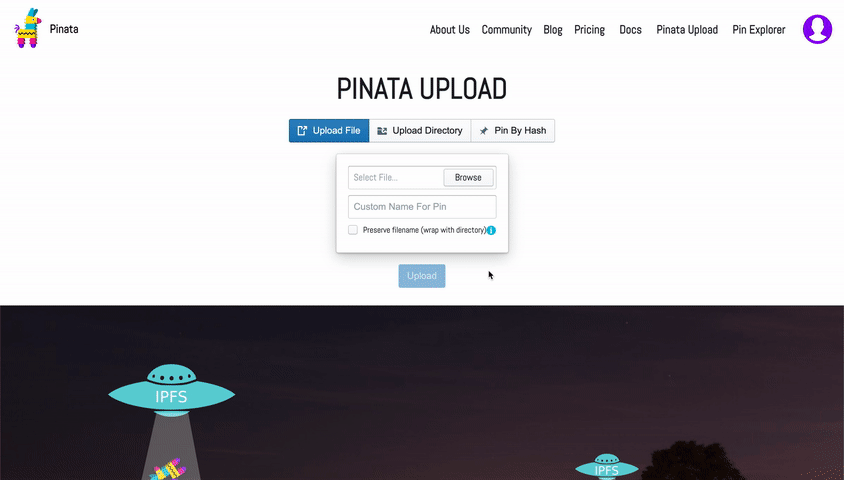 Pinata
About Us Community Blog Pricing Docs Pinata Upload Pin Explorer
PINATA UPLOAD
Upload File Upload Directory Pin By Hash
Select File... Browse
Custom Name For Pin
Preserve filename (wrap with directory)
Upload
IPFS
IPFS